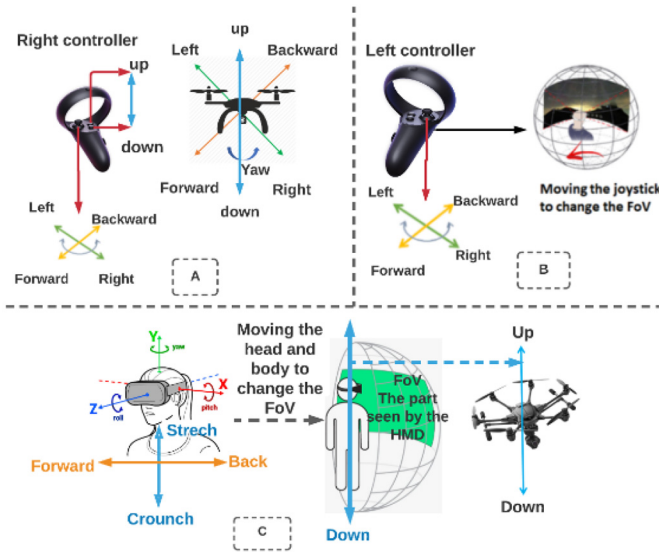 Right controller
up
down
Left
Backward
Forward
Right
up
Left
Backward
Yaw
Forward
Right
down
A
Left controller
Left
Backward
Forward
Right
Moving the joystick
to change the FoV
B
Y
yaw
X
pitch
Z
roll
Strech
Forward
Back
Crounch
Moving the
head and
body to
change the
FoV
FoV
The part
seen by the
HMD
Down
Up
Down
C